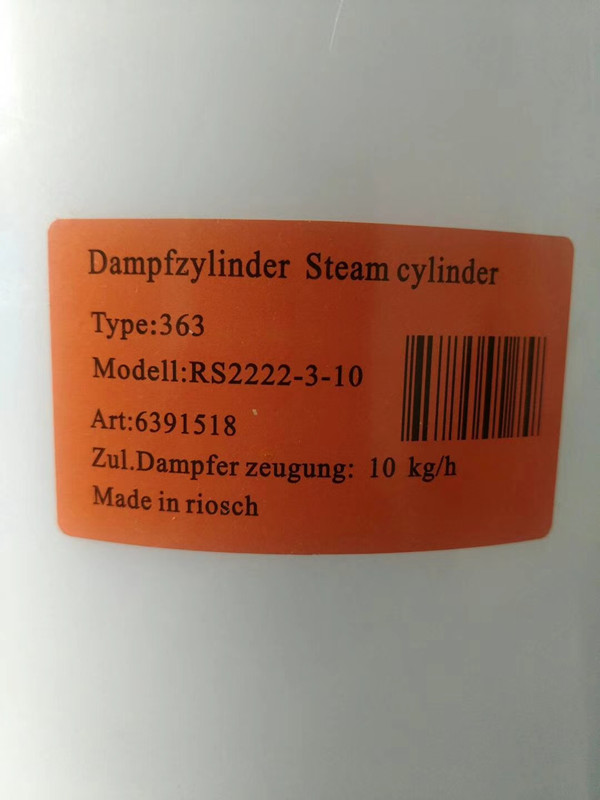 Dampfzylinder Steam cylinder
Type:363
Modell:RS2222-3-10
Art:6391518
Zul.Dampfer zeugung: 10 kg/h
Made in riosch